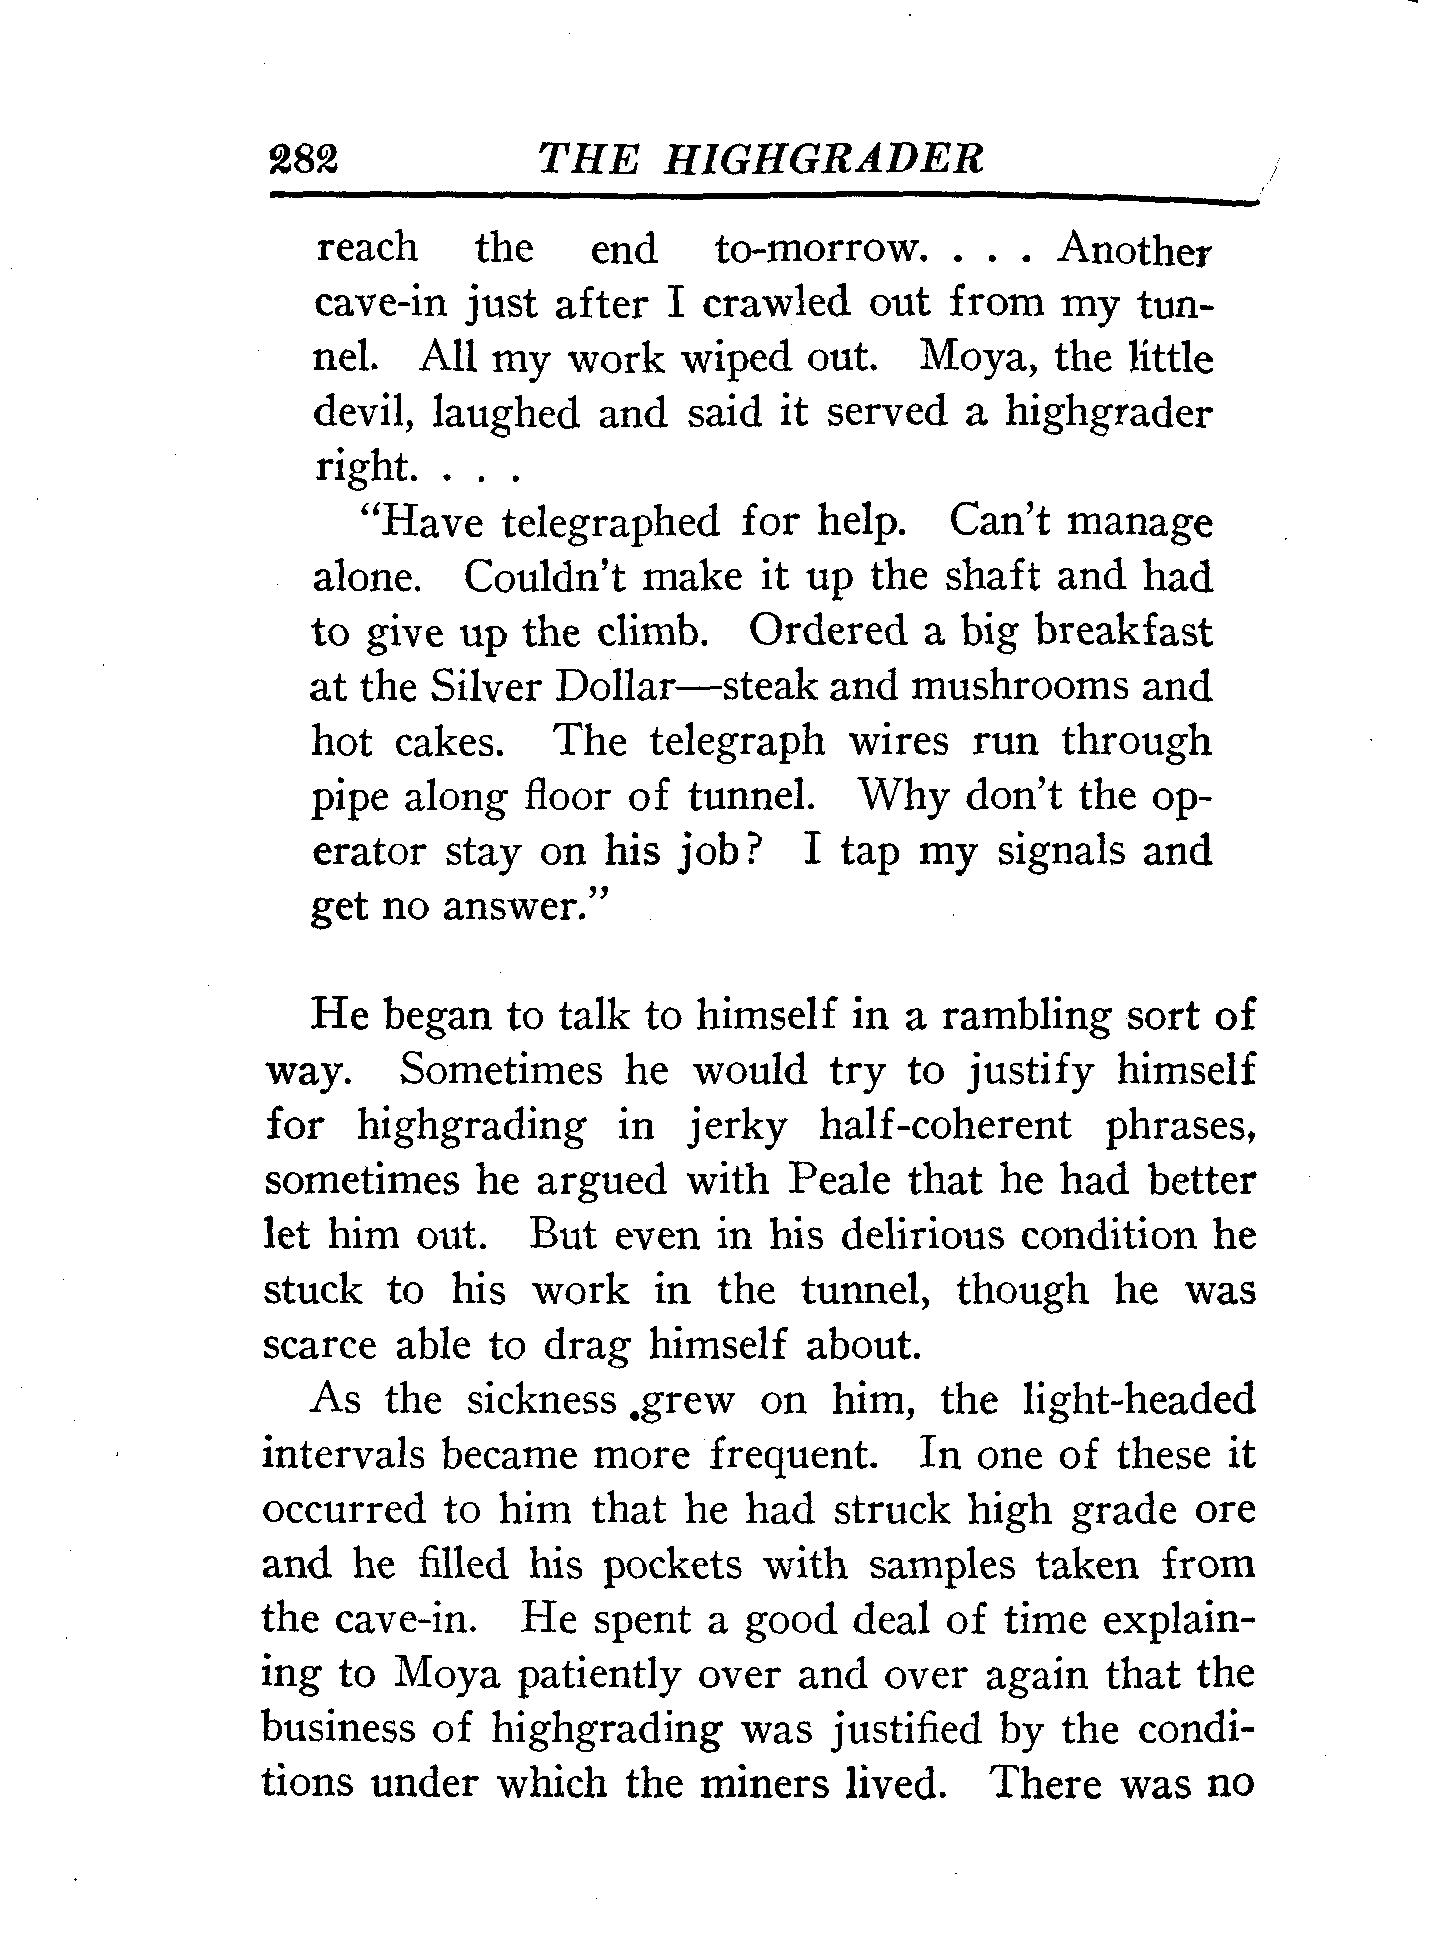 282 THE HIGHGRADER
reach the end to-morrow. . . . Another
cave-in just after I crawled out from my tun-
nel. All my work wiped out. Moya, the little
devil, laughed and said it served a highgrader
right. . . .
“Have telegraphed for help. Can’t manage
alone. Couldn’t make it up the shaft and had
to give up the climb. Ordered a big breakfast
at the Silver Dollar—steak and mushrooms and
hot cakes. The telegraph wires run through
pipe along floor of tunnel. Why don’t the op-
erator stay on his job? I tap my signals and
get no answer.”
He began to talk to himself in a rambling sort of
way. Sometimes he would try to justify himself
for highgrading in jerky half-coherent phrases,
sometimes he argued with Peale that he had better
let him out. But even in his delirious condition he
stuck to his work in the tunnel, though he was
scarce able to drag himself about.
As the sickness grew on him, the light-headed
intervals became more frequent. In one of these it
occurred to him that he had struck high grade ore
and he filled his pockets with samples taken from
the cave-in. He spent a good deal of time explain-
ing to Moya patiently over and over again that the
business of highgrading was justified by the condi-
tions under which the miners lived. There was no